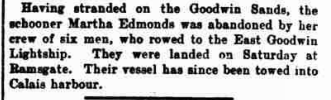 Having stranded on the Goodwin Sands, the
schooner Martha Edmonds was abandoned by her
crew of six men, who rowed to the East Goodwin
Lightship. They were landed on Saturday at
Ramsgate. Their vessel has since been towed into
Calais harbour.